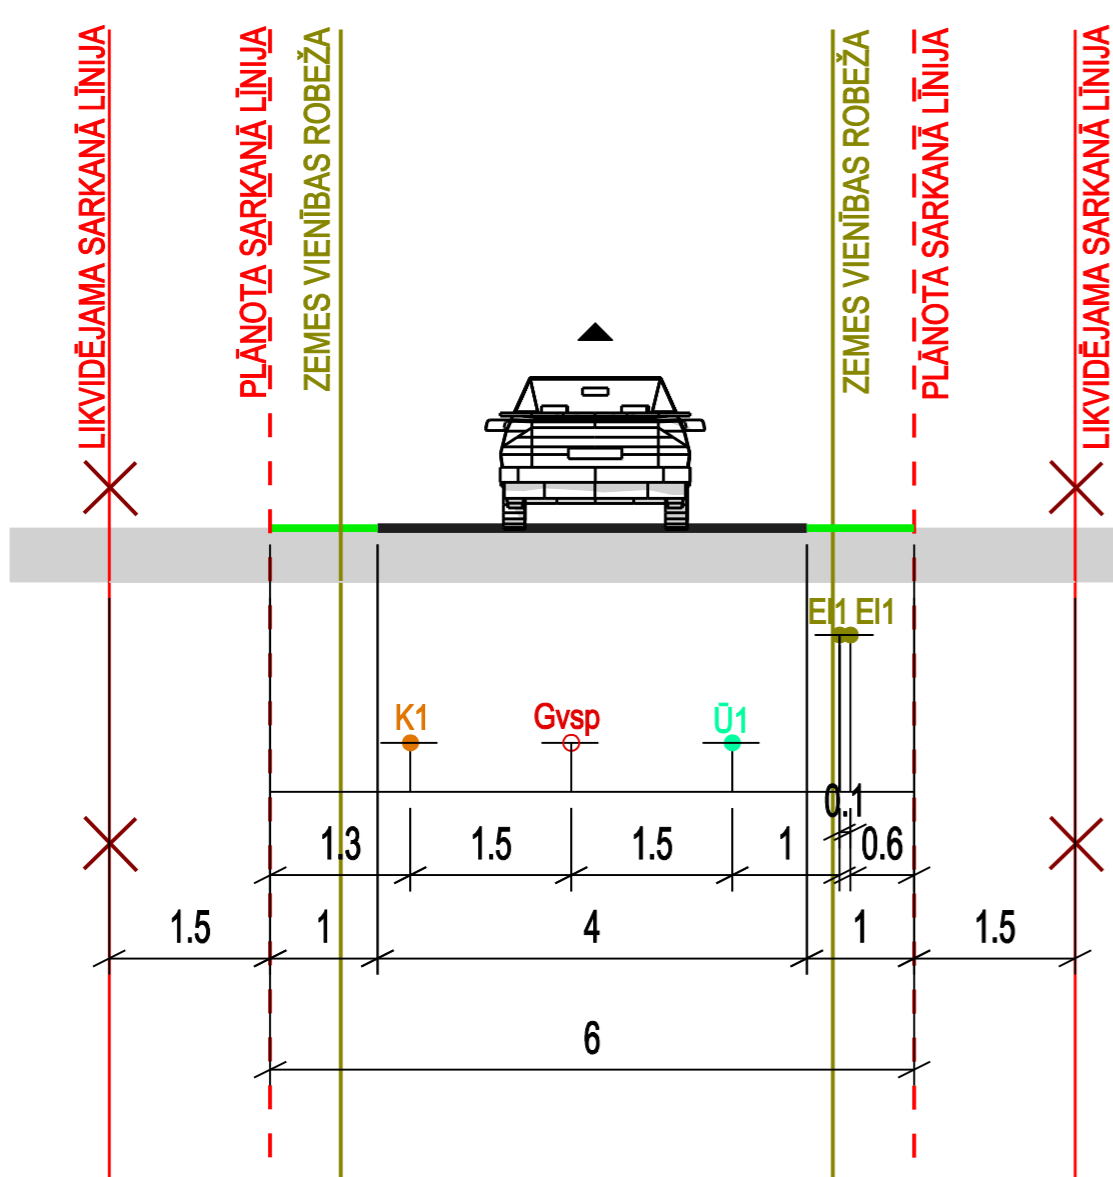 LIKVIDĒJAMA SARKANĀ LĪNIJA
PLĀNOTA SARKANĀ LĪNIJA
ZEMES VIENĪBAS ROBEŽA
ZEMES VIENĪBAS ROBEŽA
PLĀNOTA SARKANĀ LĪNIJA
LIKVIDĒJAMA SARKANĀ LĪNIJA
El1 El1
K1 Gvsp Ū1
0.1
1.3 1.5 1.5 1 0.6
1.5 1 4 1 1.5
6